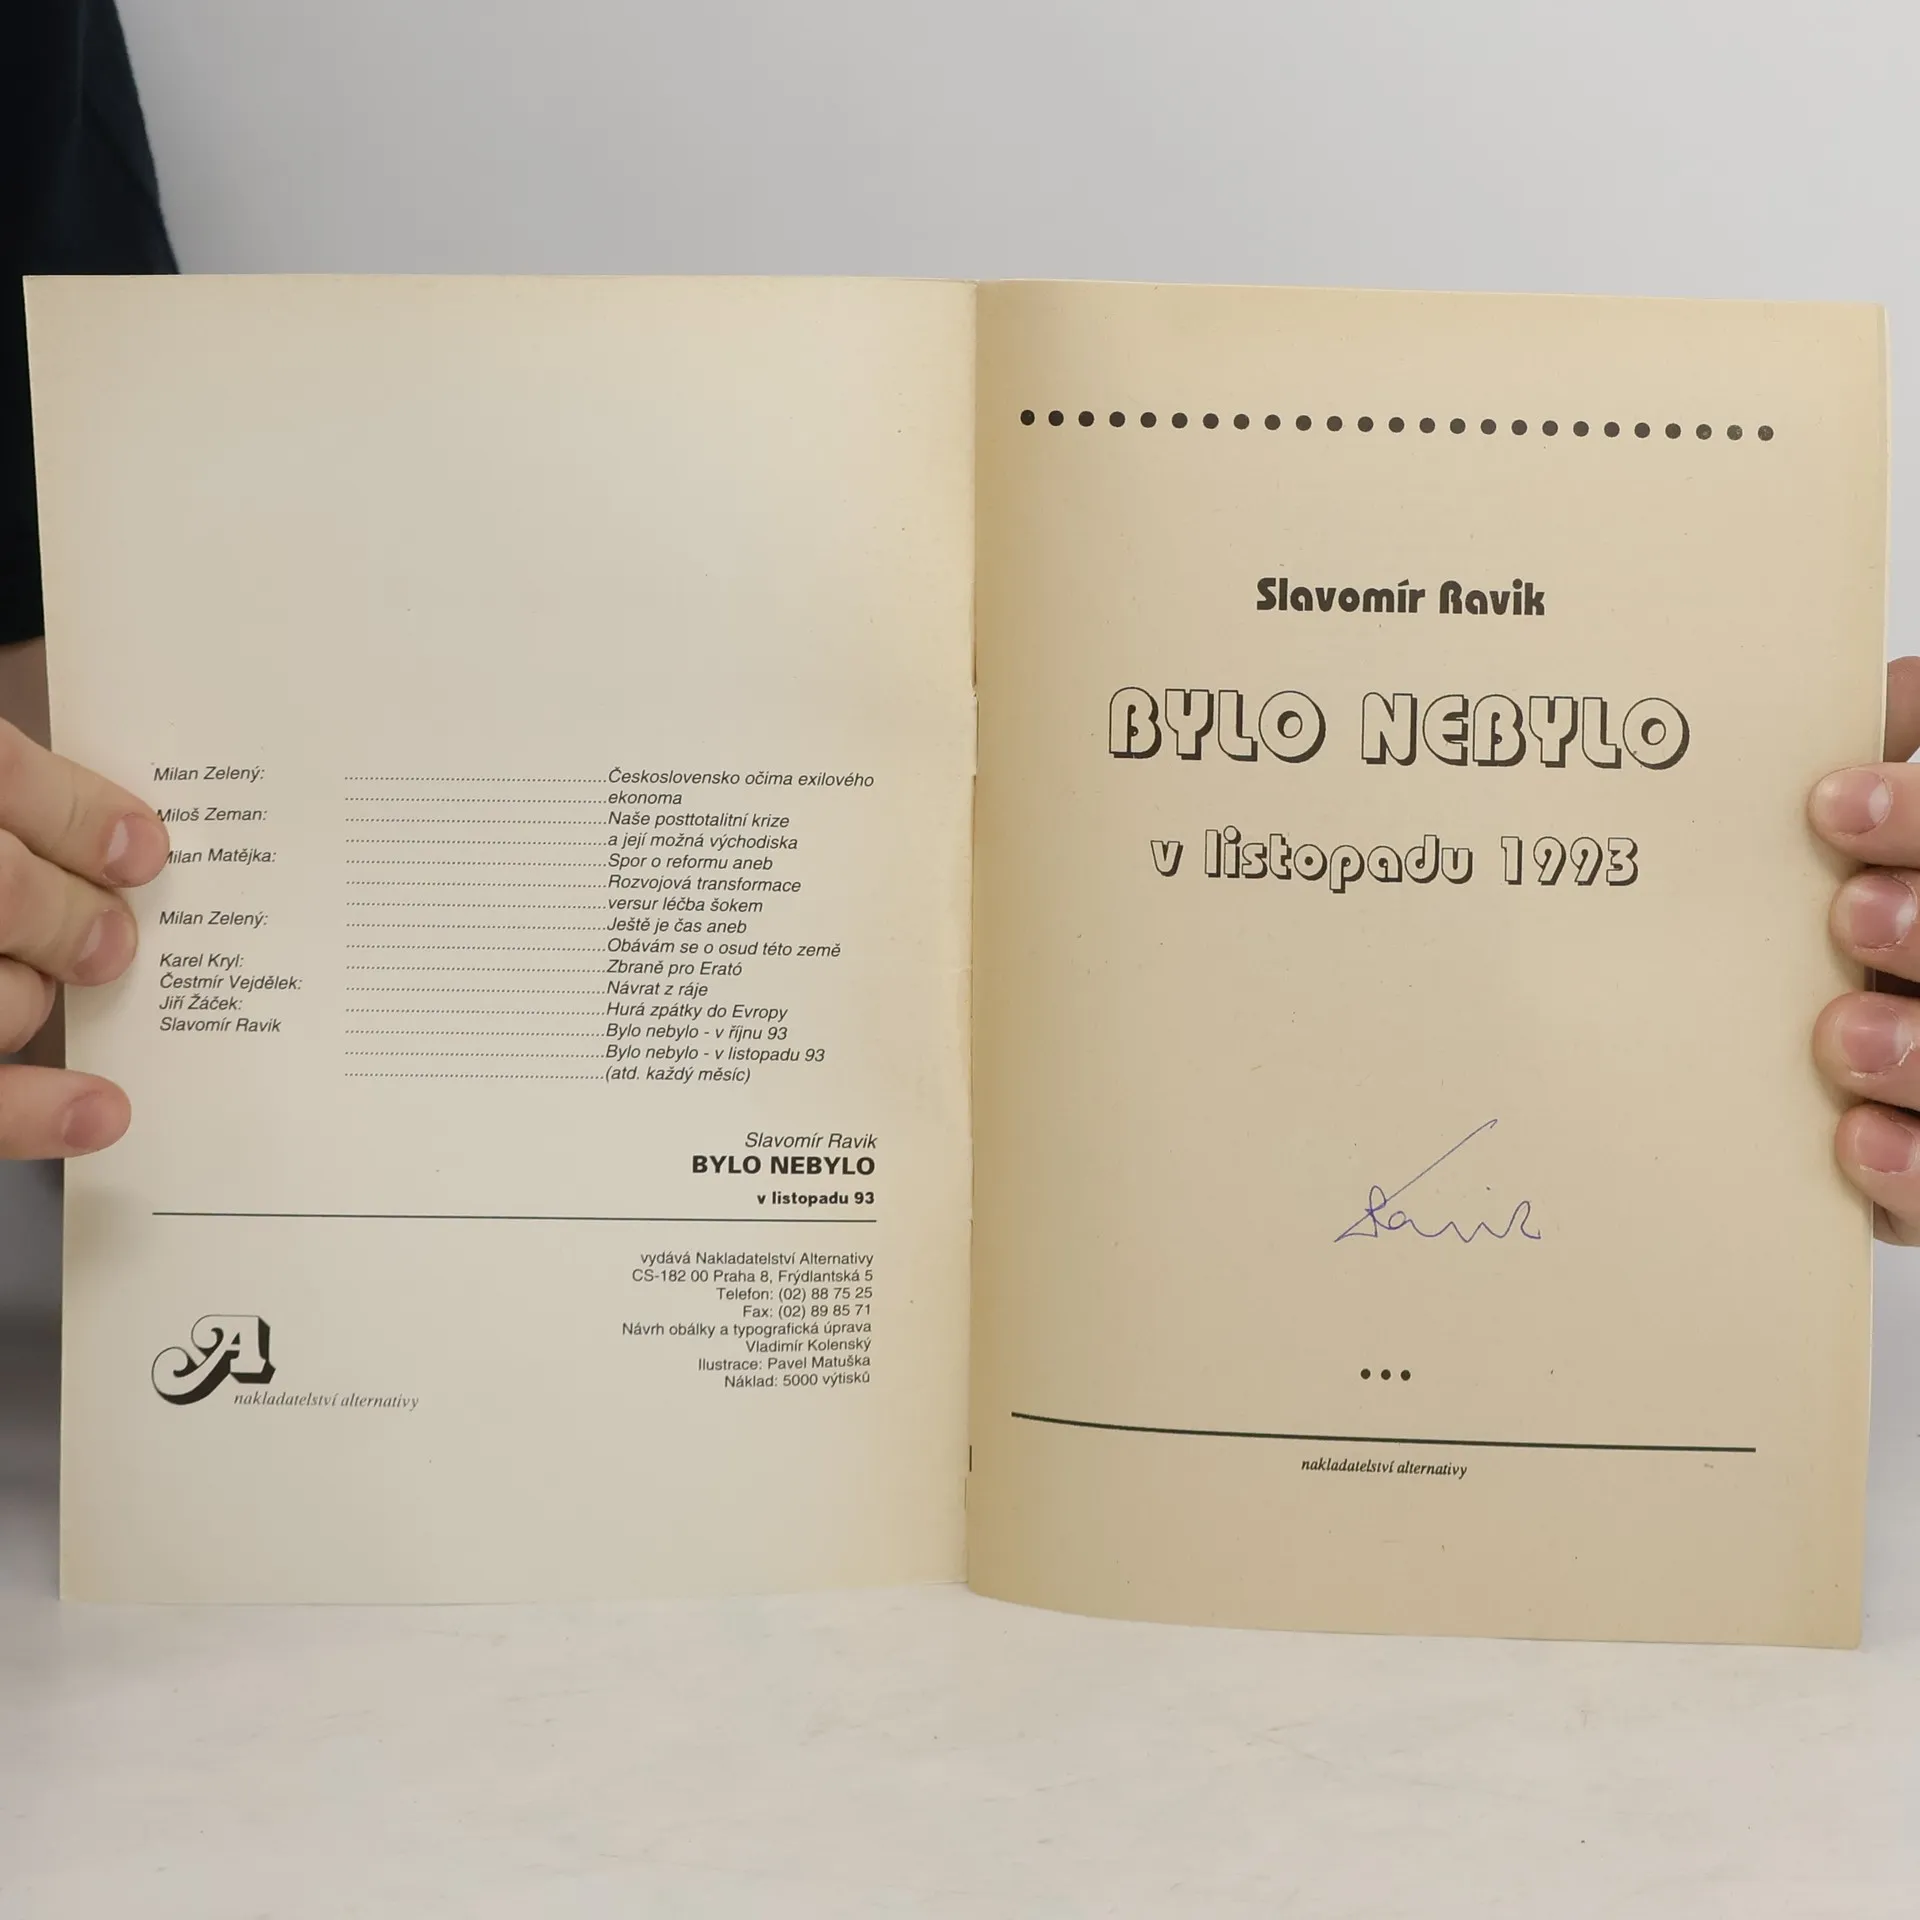 Milan Zelený: ........................................Československo očima exilového
........................................ekonoma
Miloš Zeman: ........................................Naše posttotalitní krize
........................................a její možná východiska
Milan Matějka: ........................................Spor o reformu aneb
........................................Rozvojová transformace
........................................versur léčba šokem
Milan Zelený: ........................................Ještě je čas aneb
........................................Obávám se o osud této země
Karel Kryl: ........................................Zbraně pro Erató
Čestmír Vejdělek: ........................................Návrat z ráje
Jiří Žáček: ........................................Hurá zpátky do Evropy
Slavomír Ravik ........................................Bylo nebylo - v říjnu 93
........................................Bylo nebylo - v listopadu 93
........................................(atd. každý měsíc)
Slavomír Ravik
BYLO NEBYLO
v listopadu 93
vydává Nakladatelství Alternativy
CS-182 00 Praha 8, Frýdlantská 5
Telefon: (02) 88 75 25
Fax: (02) 89 85 71
Návrh obálky a typografická úprava
Vladimír Kolenský
Ilustrace: Pavel Matuška
Náklad: 5000 výtisků
A
nakladatelství alternativy
Slavomír Ravik
BYLO NEBYLO
v listopadu 1993
Ravik
...
nakladatelství alternativy